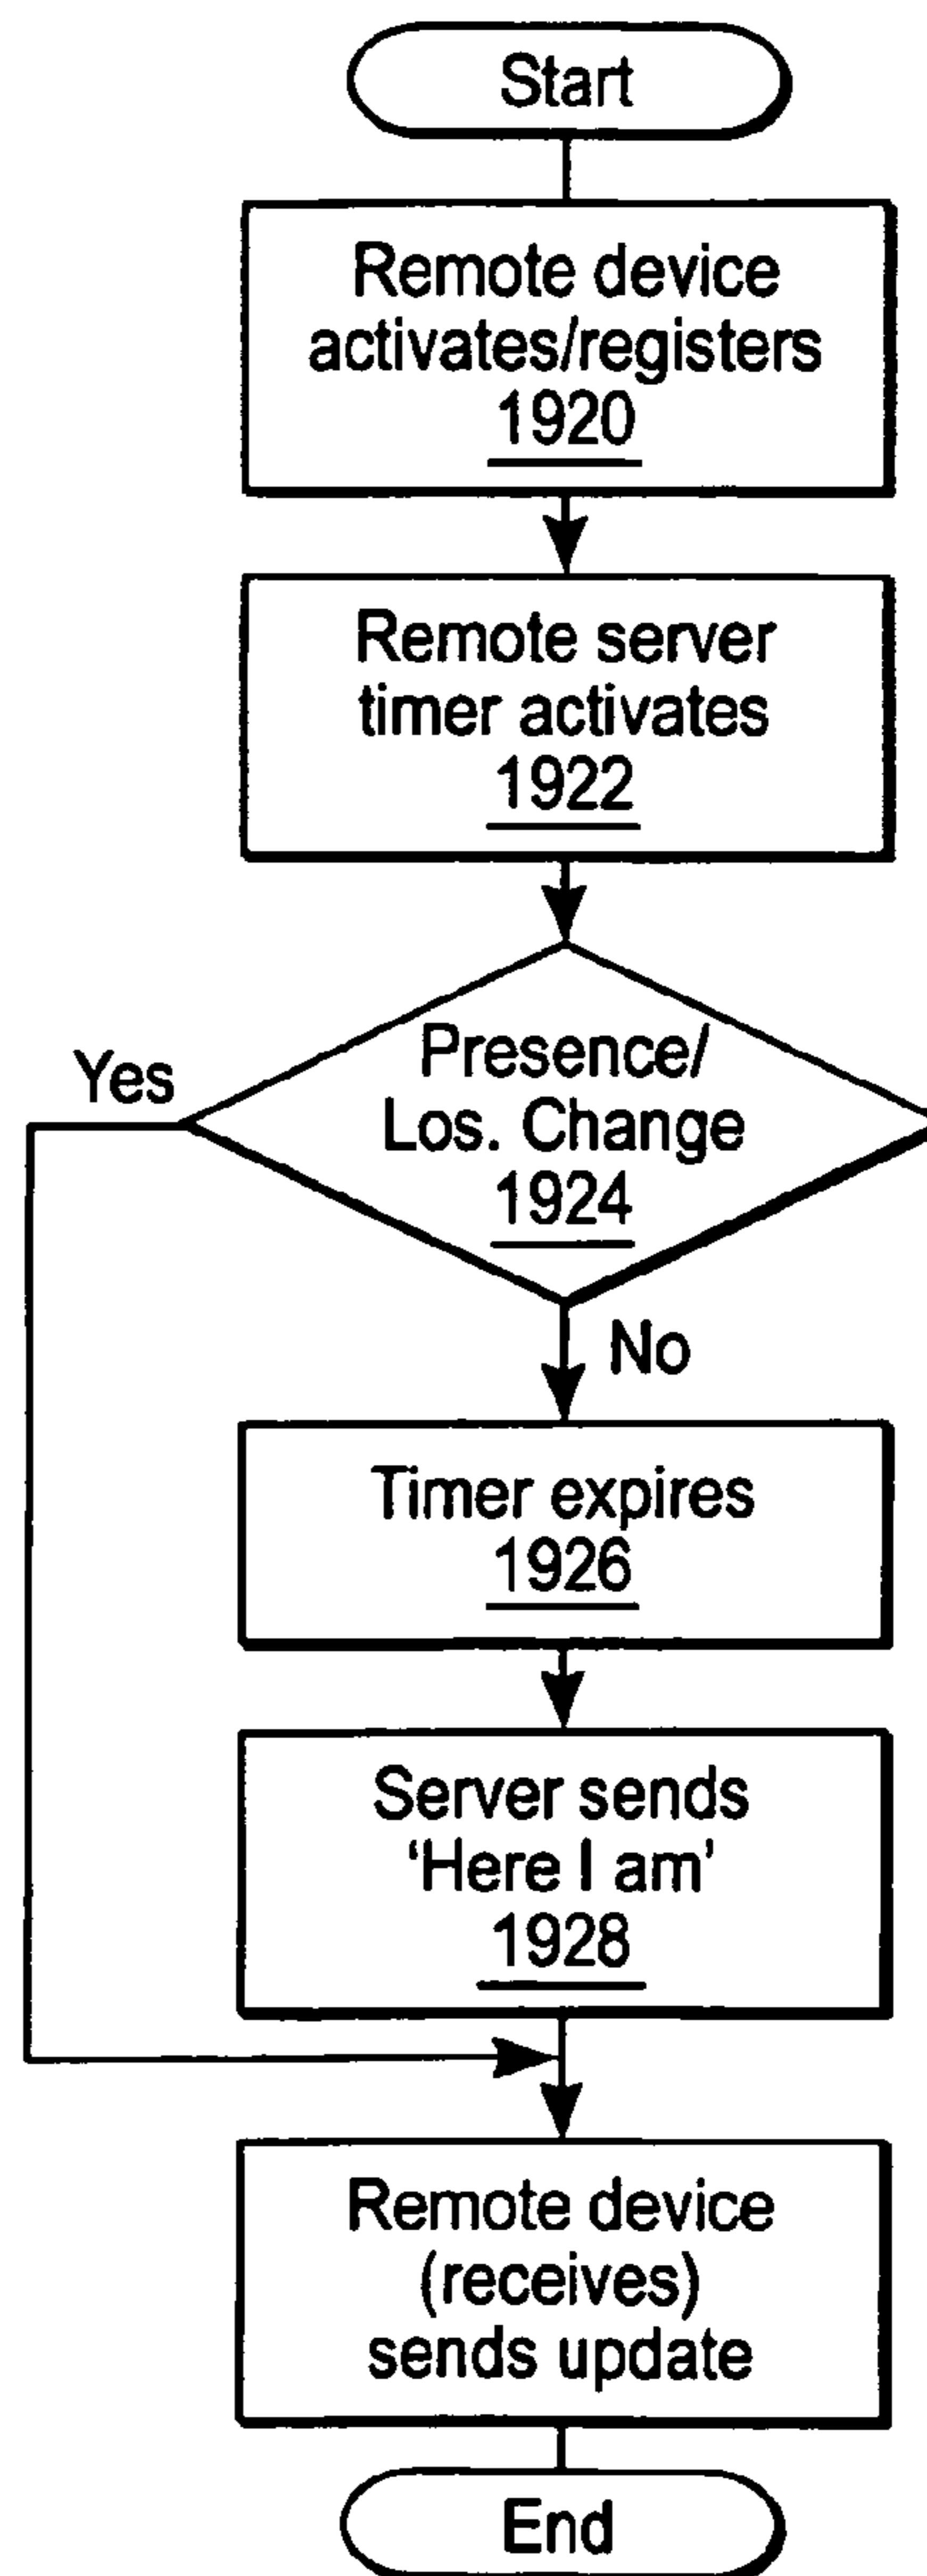 Start
Remote device
activates/registers
1920
Remote server
timer activates
1922
Presence/
Los. Change
1924
Yes
No
Timer expires
1926
Server sends
‘Here I am’
1928
Remote device
(receives)
sends update
End